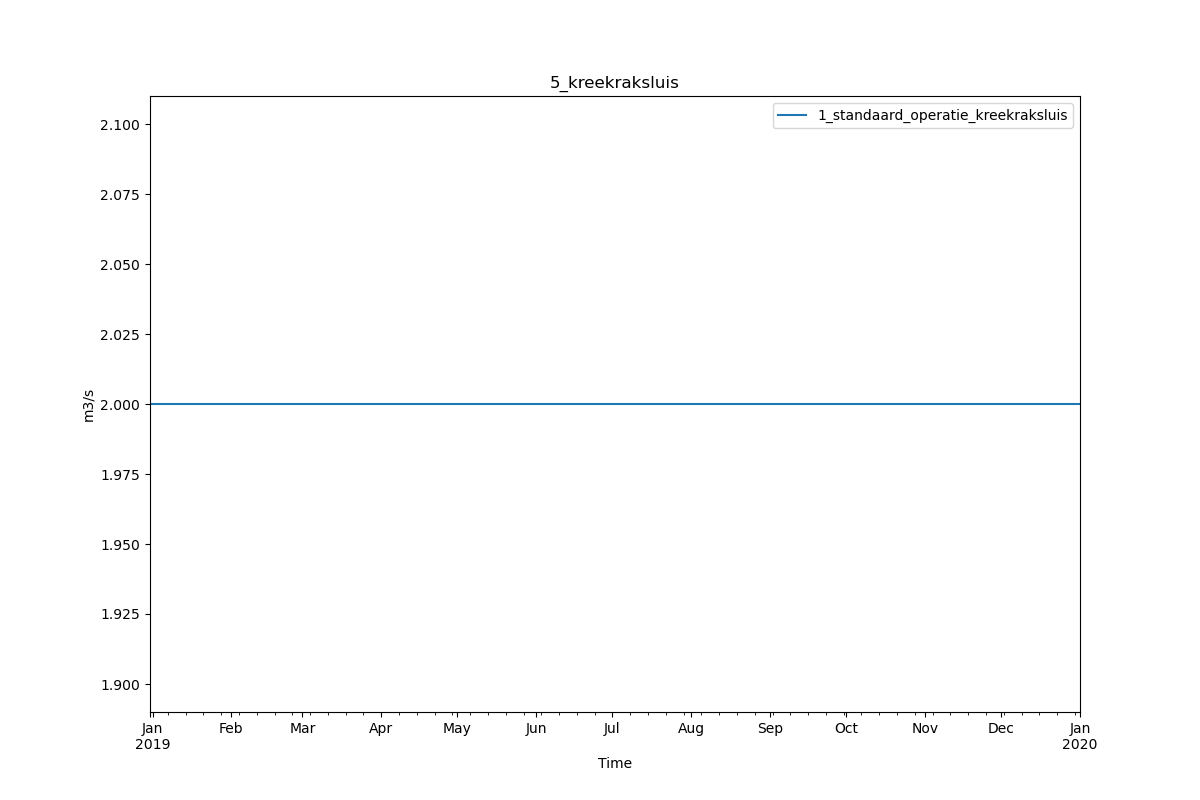 5_kreekraksluis
1_standaard_operatie_kreekraksluis
2.100
2.075
2.050
2.025
2.000
1.975
1.950
1.925
1.900
m3/s
Jan Feb Mar Apr May Jun Jul Aug Sep Oct Nov Dec Jan
2019 2020
Time